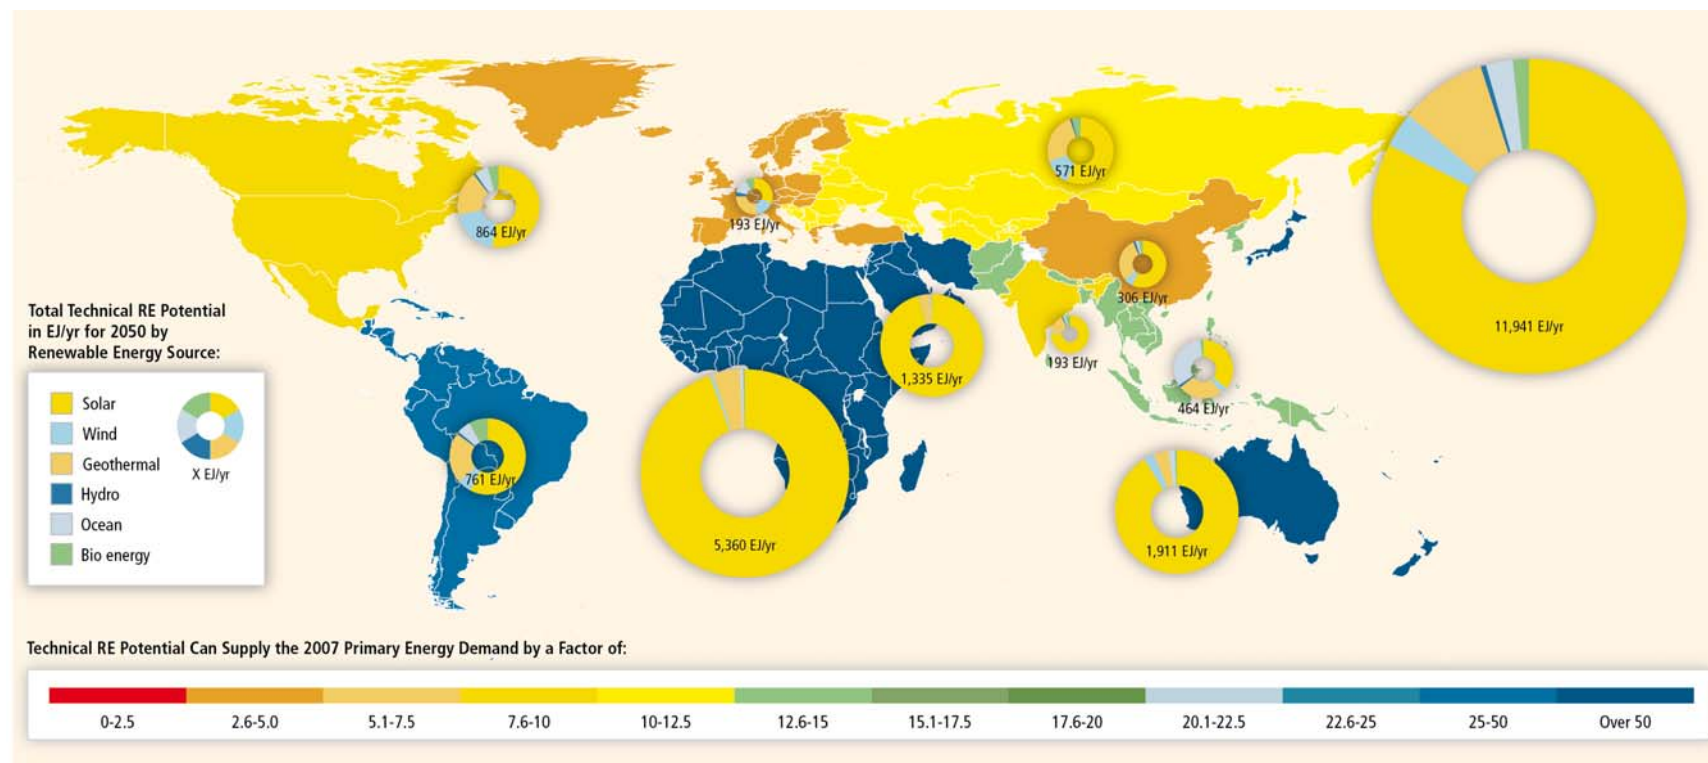 864 EJ/yr
193 EJ/yr
571 EJ/yr
306 EJ/yr
11,941 EJ/yr
1,335 EJ/yr
193 EJ/yr
464 EJ/yr
761 EJ/yr
5,360 EJ/yr
1,911 EJ/yr
Total Technical RE Potential
in EJ/yr for 2050 by
Renewable Energy Source:
Solar
Wind
Geothermal
Hydro
Ocean
Bio energy
X EJ/yr
Technical RE Potential Can Supply the 2007 Primary Energy Demand by a Factor of:
0-2.5 2.6-5.0 5.1-7.5 7.6-10 10-12.5 12.6-15 15.1-17.5 17.6-20 20.1-22.5 22.6-25 25-50 Over 50